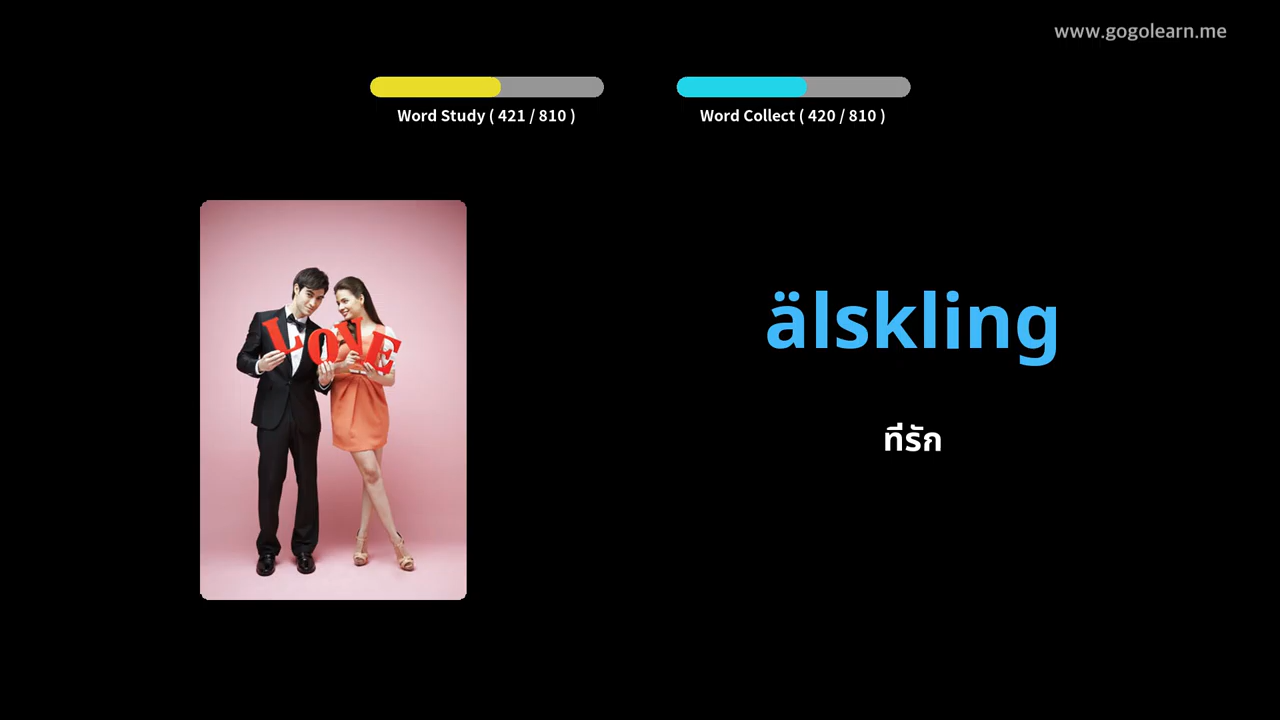 www.gogolearn.me
Word Study ( 421 / 810 )
Word Collect ( 420 / 810 )
LOVE
älskling
ที่รัก